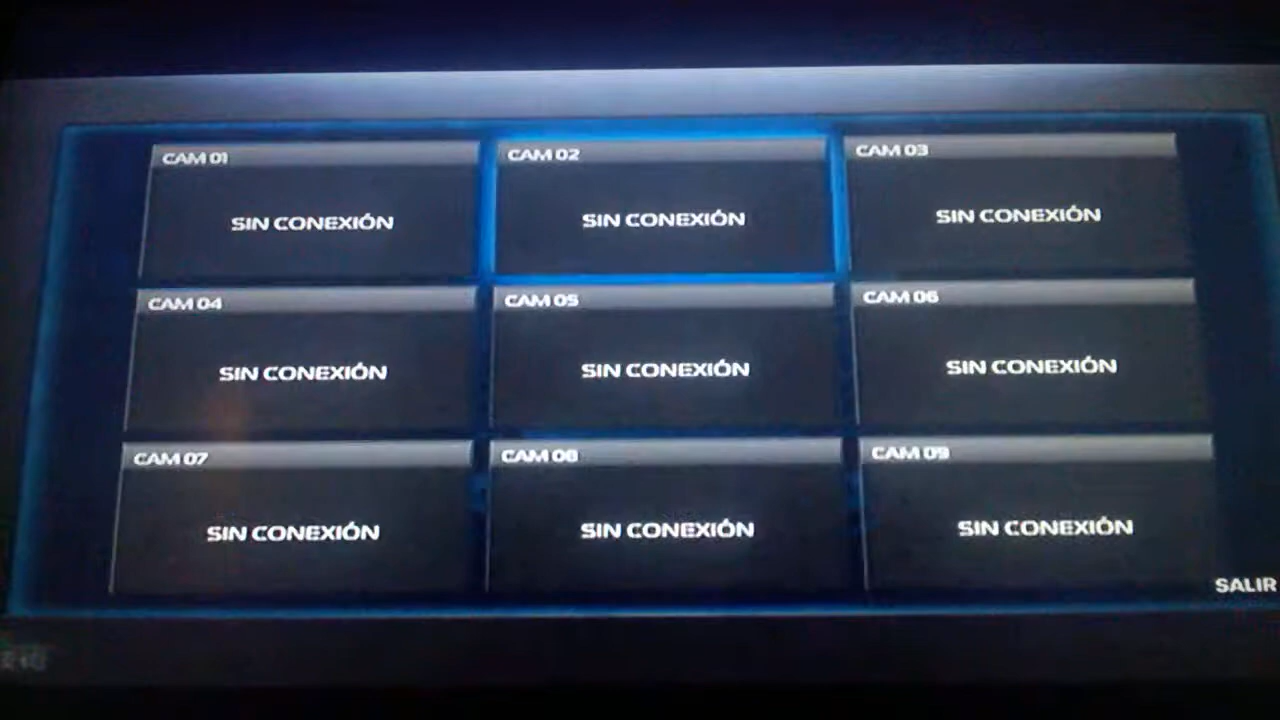 CAM 01
CAM 02
CAM 03
SIN CONEXIÓN
SIN CONEXIÓN
SIN CONEXIÓN
CAM 04
CAM 05
CAM 06
SIN CONEXIÓN
SIN CONEXIÓN
SIN CONEXIÓN
CAM 07
CAM 08
CAM 09
SIN CONEXIÓN
SIN CONEXIÓN
SIN CONEXIÓN
SALIR